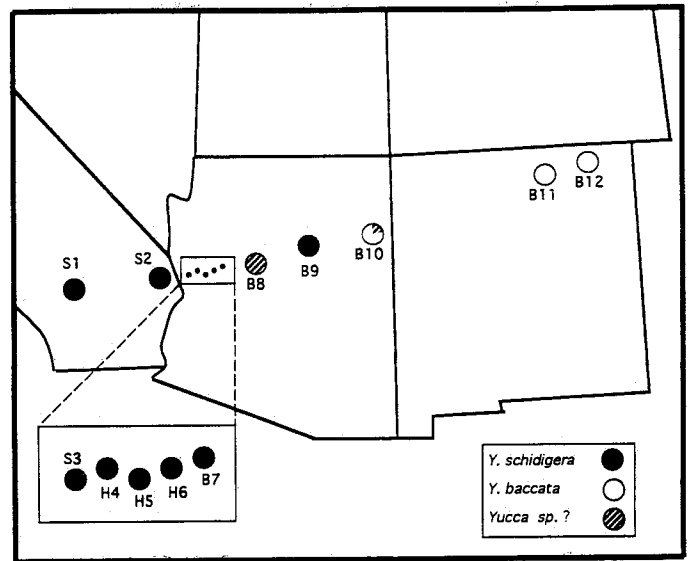 B11
B12
B10
S1
S2
B8
B9
S3
H4
H5
H6
B7
Y. schidigera
Y. baccata
Yucca sp. ?